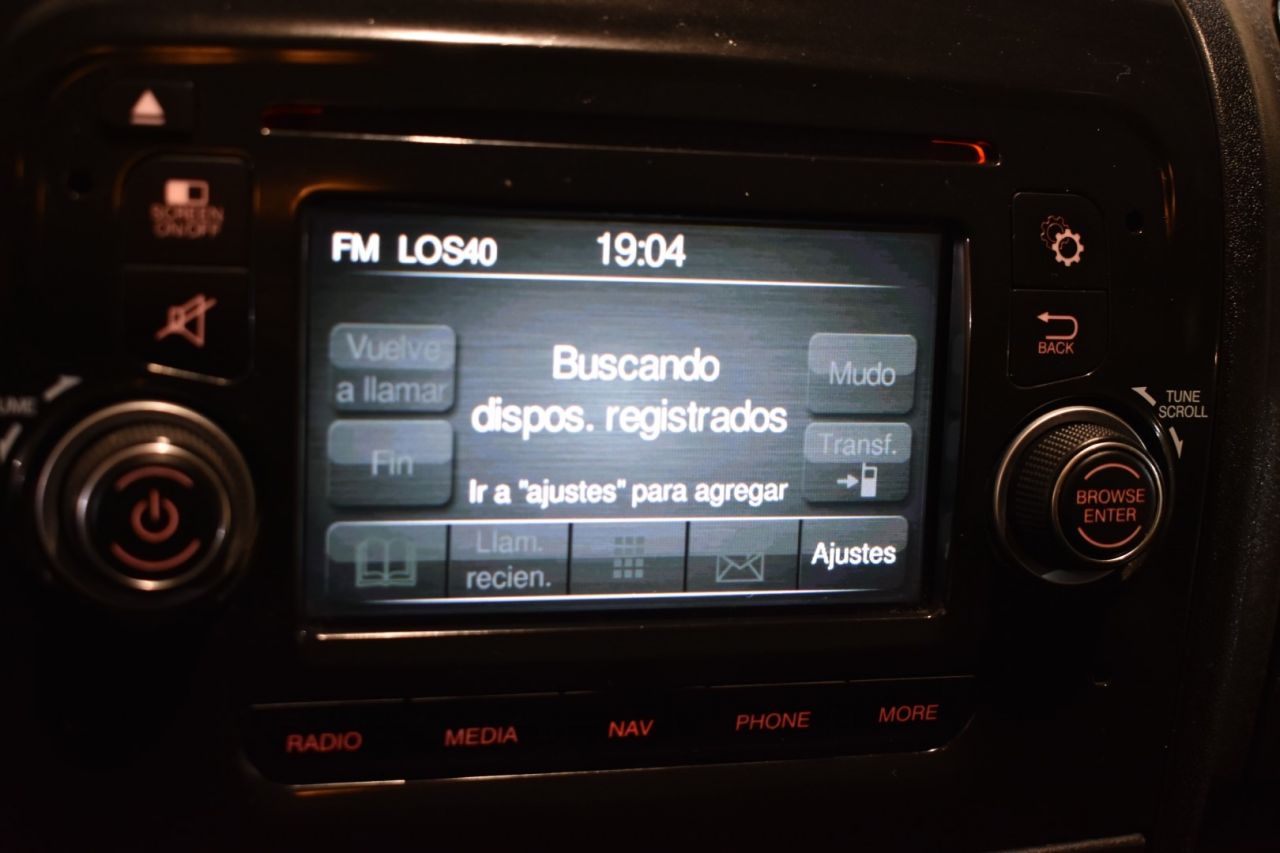 SCREEN
ON/OFF
FM LOS40 19:04
Vuelve
a llamar
Buscando
dispos. registrados
Mudo
Fin
Transf.
Ir a "ajustes" para agregar
Llam.
recien.
Ajustes
BACK
TUNE
SCROLL
BROWSE
ENTER
RADIO
MEDIA
NAV
PHONE
MORE